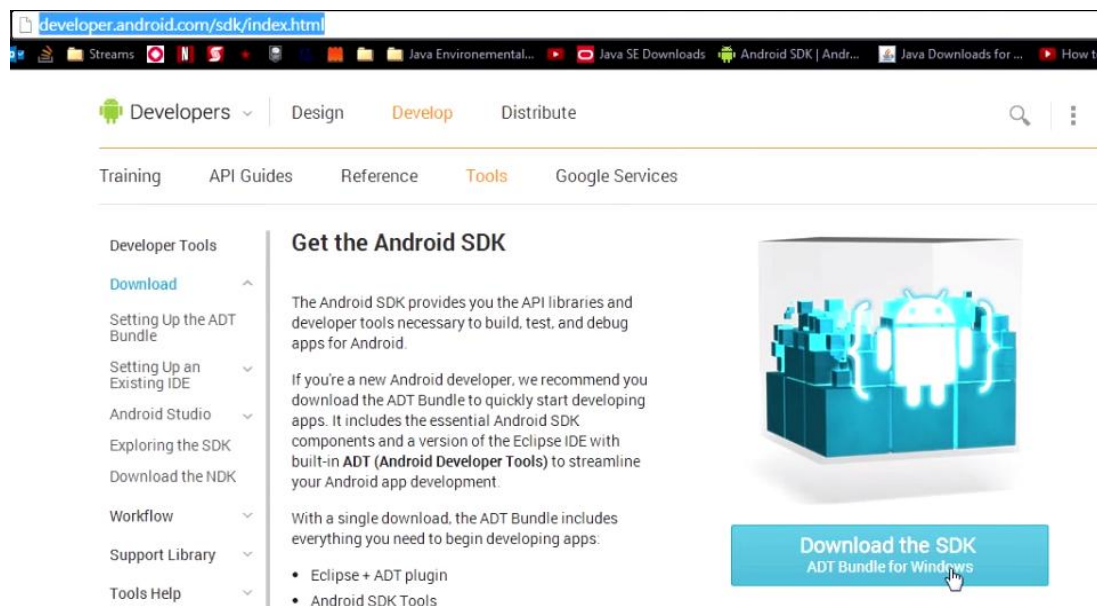 developer.android.com/sdk/index.html
Streams Java Environemental... Java SE Downloads Android SDK | Andr... Java Downloads for ... How t
Developers Design Develop Distribute
Training API Guides Reference Tools Google Services
Developer Tools
Download
Setting Up the ADT
Bundle
Setting Up an
Existing IDE
Android Studio
Exploring the SDK
Download the NDK
Workflow
Support Library
Tools Help
Get the Android SDK
The Android SDK provides you the API libraries and
developer tools necessary to build, test, and debug
apps for Android.
If you're a new Android developer, we recommend you
download the ADT Bundle to quickly start developing
apps. It includes the essential Android SDK
components and a version of the Eclipse IDE with
built-in ADT (Android Developer Tools) to streamline
your Android app development.
With a single download, the ADT Bundle includes
everything you need to begin developing apps:
• Eclipse + ADT plugin
• Android SDK Tools
Download the SDK
ADT Bundle for Windows